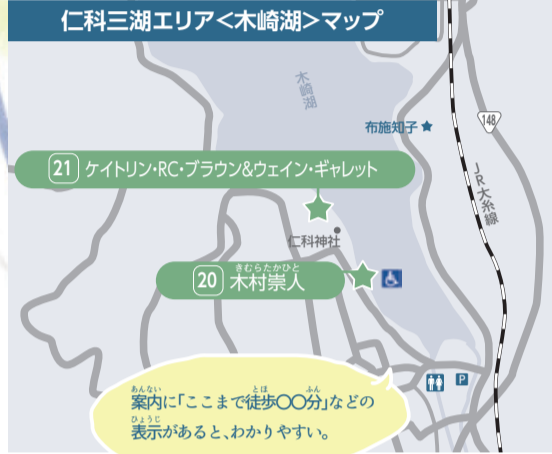 仁科三湖エリア<木崎湖>マップ
木崎湖
布施知子
148
21 ケイトリン・RC・ブラウン&ウェイン・ギャレット
JR大糸線
仁科神社
きむらたかひと
20 木村崇人
P
あんない とほ ふん
案内に「ここまで徒歩〇〇分」などの
ひょうじ
表示があると、わかりやすい。